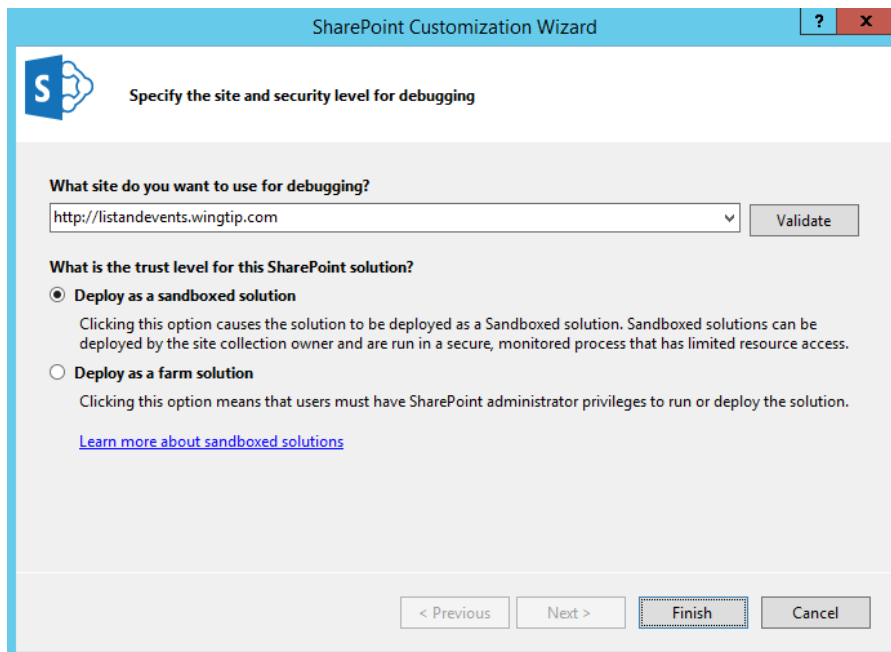 SharePoint Customization Wizard
?
x
S
Specify the site and security level for debugging
What site do you want to use for debugging?
http://listandevents.wingtip.com
Validate
What is the trust level for this SharePoint solution?
Deploy as a sandboxed solution
Clicking this option causes the solution to be deployed as a Sandboxed solution. Sandboxed solutions can be
deployed by the site collection owner and are run in a secure, monitored process that has limited resource access.
Deploy as a farm solution
Clicking this option means that users must have SharePoint administrator privileges to run or deploy the solution.
Learn more about sandboxed solutions
< Previous
Next >
Finish
Cancel